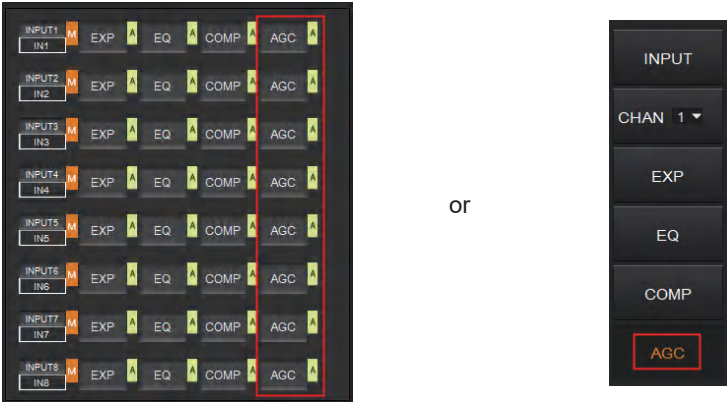 INPUT1 M EXP A EQ A COMP A AGC A
IN1
INPUT2 M EXP A EQ A COMP A AGC A
IN2
INPUT3 M EXP A EQ A COMP A AGC A
IN3
INPUT4 M EXP A EQ A COMP A AGC A
IN4
INPUT5 M EXP A EQ A COMP A AGC A
IN5
INPUT6 M EXP A EQ A COMP A AGC A
IN6
INPUT7 M EXP A EQ A COMP A AGC A
IN7
INPUT8 M EXP A EQ A COMP A AGC A
IN8
or
INPUT
CHAN 1
EXP
EQ
COMP
AGC